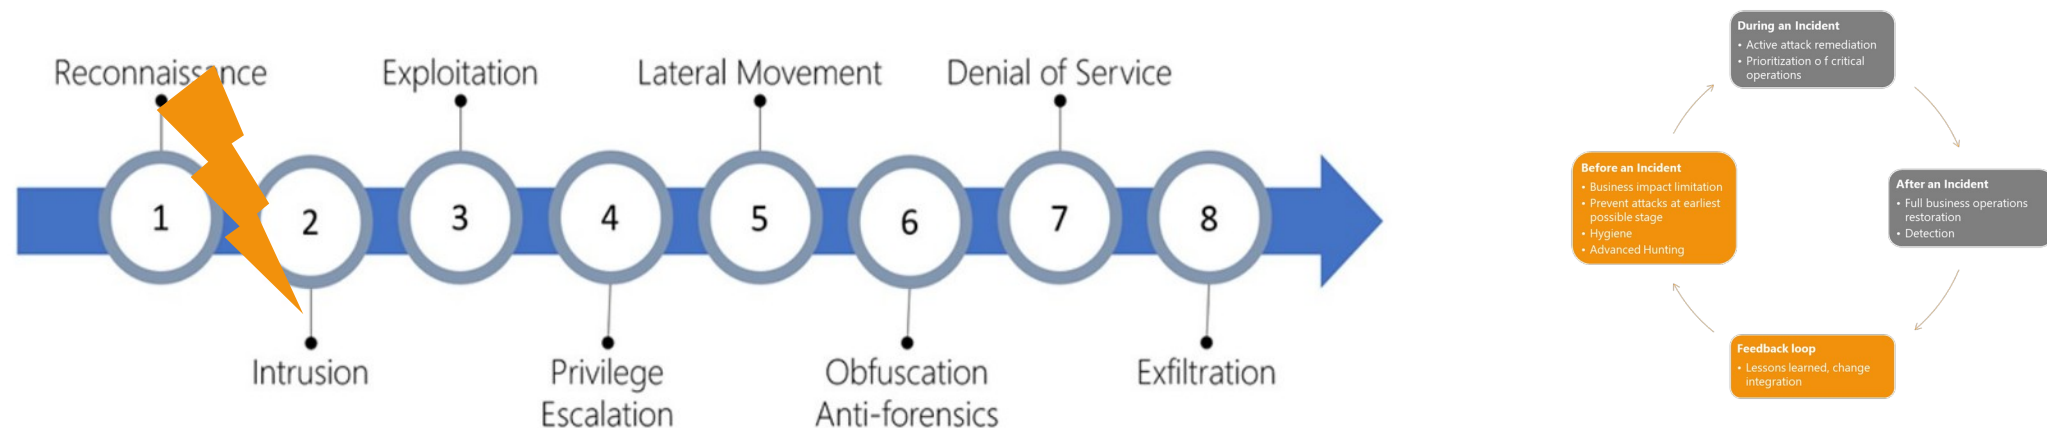 Reconnaissance
Exploitation
Lateral Movement
Denial of Service
1
2
3
4
5
6
7
8
Intrusion
Privilege
Escalation
Obfuscation
Anti-forensics
Exfiltration
During an Incident
• Active attack remediation
• Prioritization o f critical
operations
Before an Incident
• Business impact limitation
• Prevent attacks at earliest
possible stage
• Hygiene
• Advanced Hunting
After an Incident
• Full business operations
restoration
• Detection
Feedback loop
• Lessons learned, change
integration